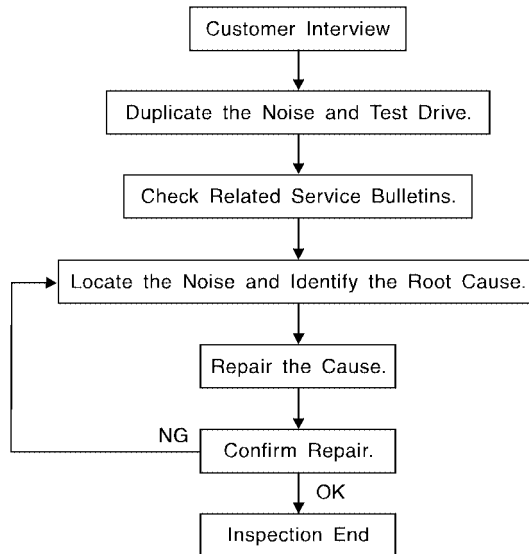 Customer Interview
Duplicate the Noise and Test Drive.
Check Related Service Bulletins.
Locate the Noise and Identify the Root Cause.
Repair the Cause.
NG
Confirm Repair.
OK
Inspection End